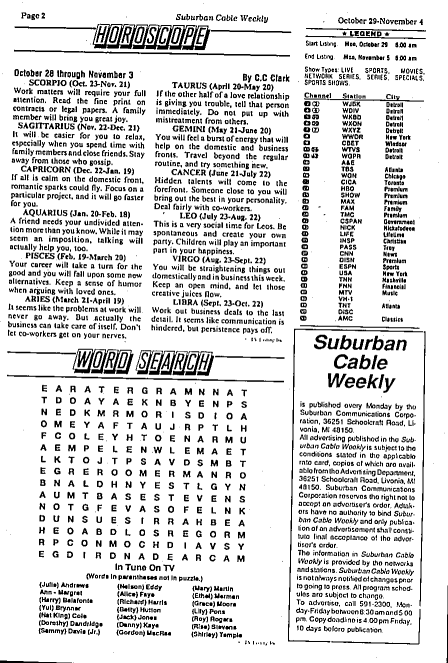 Page 2
Suburban Cable Weekly
October 29-November 4
HOROSCOPE
October 28 through November 3
By C.C Clark
SCORPIO (Oct. 23-Nov. 21)
Work matters will require your full
attention. Read the fine print on
contracts or legal papers. A family
member will bring you great joy.
SAGITTARIUS (Nov. 22-Dec. 21)
It will be easier for you to relax,
especially when you spend time with
family members and close friends. Stay
away from those who gossip.
CAPRICORN (Dec. 22-Jan. 19)
If all is calm on the domestic front,
romantic sparks could fly. Focus on a
particular project, and it will go faster
for you.
AQUARIUS (Jan. 20-Feb. 18)
A friend needs your undivided atten-
tion more than you know. While it may
seem an imposition, talking will
actually help you, too.
PISCES (Feb. 19-March 20)
Your career will take a turn for the
good and you will fall upon some new
alternatives. Keep a sense of humor
when arguing with loved ones.
ARIES (March 21-April 19)
It seems like the problems at work will
never go away. But actually the
business can take care of itself. Don't
let co-workers get on your nerves.
TAURUS (April 20-May 20)
If the other half of a love relationship
is giving you trouble, tell that person
immediately. Do not put up with
mistreatment from others.
GEMINI (May 21-June 20)
You will feel a burst of energy that will
help on the domestic and business
fronts. Travel beyond the regular
routine, and try something new.
CANCER (June 21-July 22)
Hidden talents will come to the
forefront. Someone close to you will
bring out the best in your personality.
Deal fairly with co-workers.
LEO (July 23-Aug. 22)
This is a very social time for Leos. Be
spontaneous and create your own
party. Children will play an important
part in your happiness.
VIRGO (Aug. 23-Sept. 22)
You will be straightening things out
domestically and in business this week.
Keep an open mind, and let those
creative juices flow.
LIBRA (Sept. 23-Oct. 22)
Work out business deals to the last
detail. It seems like communication is
hindered, but persistence pays off.
WORD SEARCH
E A R A T E R G R A M N N A T
T D O A Y A E K N B Y E N P S
N E D K M R M O R I S D I O A
O M E Y A F T A U J R P T L H
F C O L E Y H T O E N A R M U
A E M P E L E N W L E M A E T
L K T O J T P S A V D S M B T
E G R E R O O M E R M A N R O
B N A L D H N Y E S T L G Y N
A U M T B A S E S T E V E N S
N O T G F E V A S O F E L N K
D U N S U E S I R R A H B E A
H E O A B D L O S R E G O R M
R P C O N M O C H D I A V S Y
E G D I R D N A D E A R C A M
In Tune On TV
(Words in parentheses not in puzzle.)
(Julie) Andrews
Ann - Margret
(Harry) Belafonte
(Yul) Brynner
(Nat King) Cole
(Dorothy) Dandridge
(Sammy) Davis (Jr.)
(Nelson) Eddy
(Alice) Faye
(Richard) Harris
(Betty) Hutton
(Jack) Jones
(Danny) Kaye
(Gordon) MacRae
(Mary) Martin
(Ethel) Merman
(Grace) Moore
(Lily) Pons
(Roy) Rogers
(Rise) Stevens
(Shirley) Temple
★ LEGEND ★
Start Listing Mon, October 29 6:00 am
End Listing Mon, November 5 6:00 am
Show Types: LIVE SPORTS, MOVIES,
NETWORK SERIES, SERIES, SPECIALS,
SPORTS SHOWS.
Channel Station City
WJBK Detroit
WDIV Detroit
WKBD Detroit
WXON Detroit
WXYZ Detroit
WWOR New York
CBET Windsor
WTVS Detroit
WGPR Detroit
A&E
TBS Atlanta
WGN Chicago
CICA Toronto
HBO Premium
SHOW Premium
MAX Premium
FAM Family
TMC Premium
CSPAN Government
NICK Nickelodeon
LIFE Lifetime
INSP Christian
PASS Troy
CNN News
DISN Premium
ESPN Sports
USA New York
TNN Nashville
FNN Financial
MTV Music
VH-1
TNT Atlanta
DISC
AMC Classics
Suburban
Cable
Weekly
is published every Monday by the
Suburban Communications Corpo-
ration, 36251 Schoolcraft Road, Li-
vonia, MI 48150.
All advertising published in the Sub-
urban Cable Weekly is subject to the
conditions stated in the applicable
rate card, copies of which are avail-
able from the Advertising Department,
36251 Schoolcraft Road, Livonia, MI
48150. Suburban Communications
Corporation reserves the right not to
accept an advertiser's order. Adtak-
ers have no authority to bind Subur-
ban Cable Weekly and only publica-
tion of an advertisement shall consti-
tute final acceptance of the adver-
tiser's order.
The information in Suburban Cable
Weekly is provided by the networks
and stations. Suburban Cable Weekly
is not always notified of changes prior
to going to press. All program sched-
ules are subject to change.
To advertise, call 591-2300, Mon-
day-Friday between 8:30 am and 5:00
pm. Copy deadline is 4:00 pm Friday,
10 days before publication.